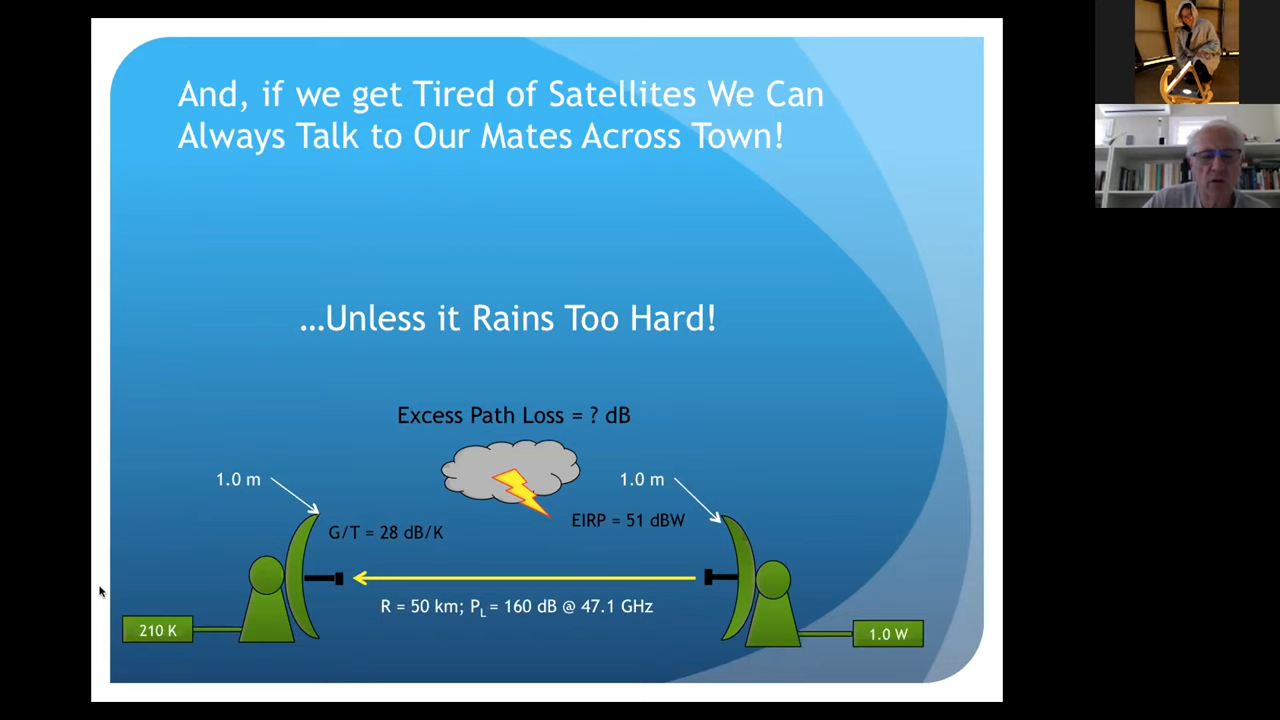 And, if we get Tired of Satellites We Can
Always Talk to Our Mates Across Town!
…Unless it Rains Too Hard!
Excess Path Loss = ? dB
1.0 m
1.0 m
G/T = 28 dB/K
EIRP = 51 dBW
R = 50 km; PL = 160 dB @ 47.1 GHz
210 K
1.0 W